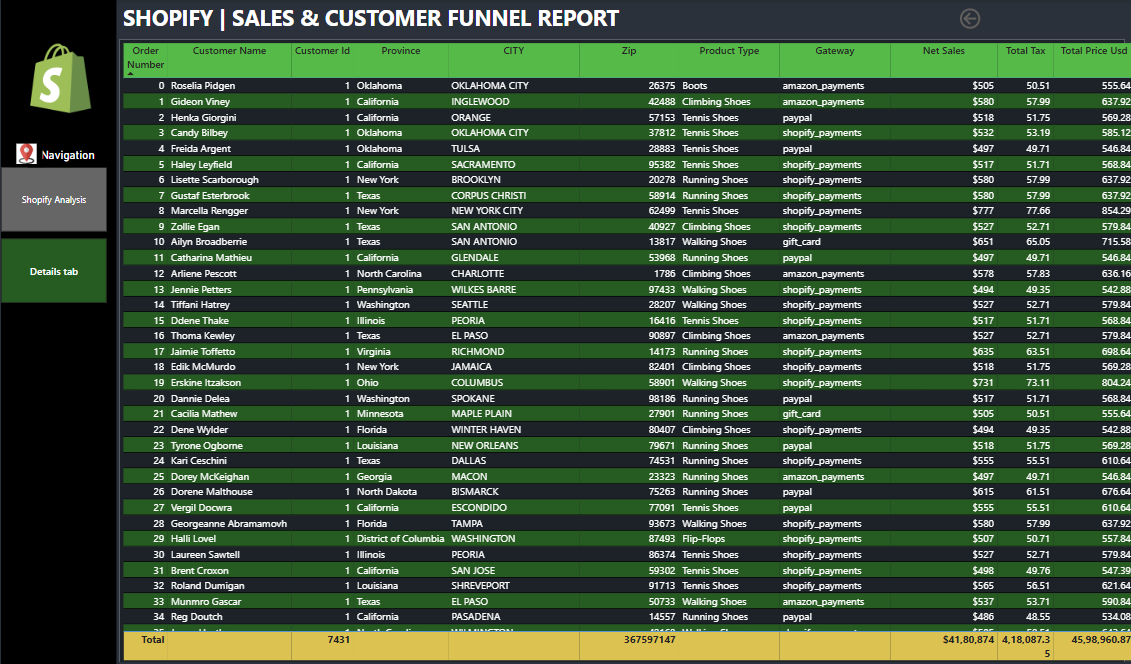 SHOPIFY | SALES & CUSTOMER FUNNEL REPORT
Navigation
Shopify Analysis
Details tab
Order Number Customer Name Customer Id Province CITY Zip Product Type Gateway Net Sales Total Tax Total Price Usd
0 Roselia Pidgen 1 Oklahoma OKLAHOMA CITY 26375 Boots amazon_payments $505 50.51 555.64
1 Gideon Viney 1 California INGLEWOOD 42488 Climbing Shoes amazon_payments $580 57.99 637.92
2 Henka Giorgini 1 California ORANGE 57153 Tennis Shoes paypal $518 51.75 569.28
3 Candy Bilbey 1 Oklahoma OKLAHOMA CITY 37812 Tennis Shoes shopify_payments $532 53.19 585.12
4 Freida Argent 1 Oklahoma TULSA 28883 Tennis Shoes paypal $497 49.71 546.84
5 Haley Leyfield 1 California SACRAMENTO 95382 Tennis Shoes shopify_payments $517 51.71 568.84
6 Lisette Scarborough 1 New York BROOKLYN 20278 Running Shoes shopify_payments $580 57.99 637.92
7 Gustaf Esterbrook 1 Texas CORPUS CHRISTI 58914 Running Shoes shopify_payments $580 57.99 637.92
8 Marcella Rengger 1 New York NEW YORK CITY 62499 Tennis Shoes shopify_payments $777 77.66 854.29
9 Zollie Egan 1 Texas SAN ANTONIO 40927 Climbing Shoes shopify_payments $527 52.71 579.84
10 Ailyn Broadberrie 1 Texas SAN ANTONIO 13817 Walking Shoes gift_card $651 65.05 715.58
11 Catharina Mathieu 1 California GLENDALE 53968 Running Shoes paypal $497 49.71 546.84
12 Arliene Pescott 1 North Carolina CHARLOTTE 1786 Climbing Shoes amazon_payments $578 57.83 636.16
13 Jennie Petters 1 Pennsylvania WILKES BARRE 97433 Walking Shoes shopify_payments $494 49.35 542.88
14 Tiffani Hatrey 1 Washington SEATTLE 28207 Walking Shoes shopify_payments $527 52.71 579.84
15 Ddene Thake 1 Illinois PEORIA 16416 Tennis Shoes shopify_payments $517 51.71 568.84
16 Thoma Kewley 1 Texas EL PASO 90897 Climbing Shoes amazon_payments $527 52.71 579.84
17 Jaimie Toffetto 1 Virginia RICHMOND 14173 Running Shoes shopify_payments $635 63.51 698.64
18 Edik McMurdo 1 New York JAMAICA 82401 Climbing Shoes shopify_payments $518 51.75 569.28
19 Erskine Itzakson 1 Ohio COLUMBUS 58901 Walking Shoes shopify_payments $731 73.11 804.24
20 Dannie Delea 1 Washington SPOKANE 98186 Running Shoes paypal $517 51.71 568.84
21 Cacilia Mathew 1 Minnesota MAPLE PLAIN 27901 Running Shoes gift_card $505 50.51 555.64
22 Dene Wylder 1 Florida WINTER HAVEN 80407 Climbing Shoes shopify_payments $494 49.35 542.88
23 Tyrone Ogborne 1 Louisiana NEW ORLEANS 79671 Running Shoes paypal $518 51.75 569.28
24 Kari Ceschini 1 Texas DALLAS 74531 Running Shoes shopify_payments $555 55.51 610.64
25 Dorey McKeighan 1 Georgia MACON 23323 Running Shoes amazon_payments $497 49.71 546.84
26 Dorene Malthouse 1 North Dakota BISMARCK 75263 Running Shoes paypal $615 61.51 676.64
27 Vergil Docwra 1 California ESCONDIDO 77091 Tennis Shoes paypal $555 55.51 610.64
28 Georgeanne Abramamovh 1 Florida TAMPA 93673 Walking Shoes shopify_payments $580 57.99 637.92
29 Halli Lovel 1 District of Columbia WASHINGTON 87493 Flip-Flops shopify_payments $507 50.71 557.84
30 Laureen Sawtell 1 Illinois PEORIA 86374 Tennis Shoes shopify_payments $527 52.71 579.84
31 Brent Croxon 1 California SAN JOSE 59302 Tennis Shoes shopify_payments $498 49.76 547.39
32 Roland Dumigan 1 Louisiana SHREVEPORT 91713 Tennis Shoes shopify_payments $565 56.51 621.64
33 Munmro Gascar 1 Texas EL PASO 50733 Walking Shoes amazon_payments $537 53.71 590.84
34 Reg Doutch 1 California PASADENA 14557 Running Shoes paypal $486 48.55 534.08
Total 7431 367597147 $41,80,874 4,18,087.35 45,98,960.87